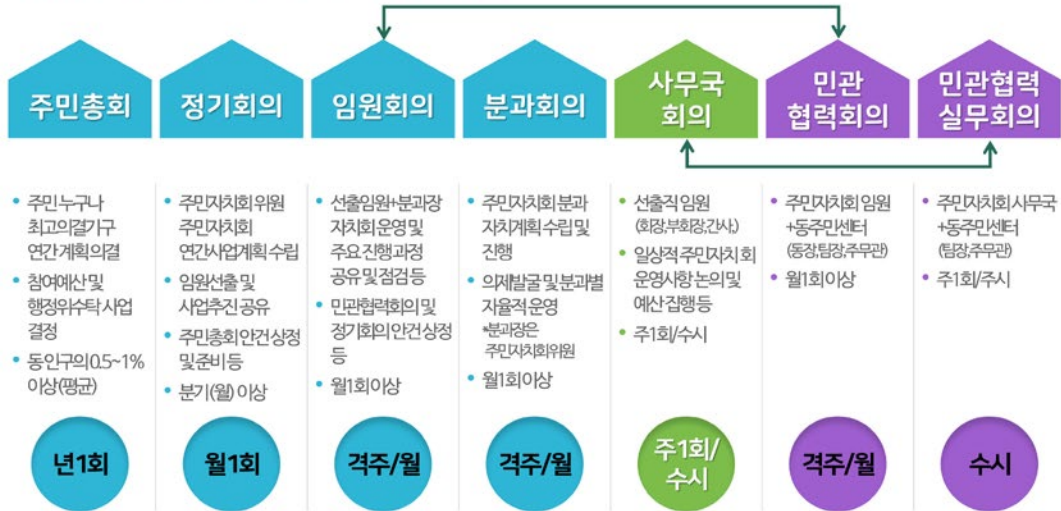 주민총회
정기회의
임원회의
분과회의
사무국
회의
민관
협력회의
민관협력
실무회의
• 주민 누구나
최고의결기구
연간 계획 의결
• 참여예산 및
행정위수탁 사업
결정
• 동인구의 0.5~1%
이상(평균)
• 주민자치회 위원
주민자치회
연간사업계획 수립
• 임원선출 및
사업추진 공유
• 주민총회 안건 상정
및 준비 등
• 분기(월) 이상
• 선출임원+분과장
자치회 운영 및
주요 진행 과정
공유 및 점검 등
• 민관협력회의 및
정기회의 안건 상정
등
• 월1회 이상
• 주민자치회 분과
자치계획 수립 및
진행
• 의제발굴 및 분과별
자율적 운영
*분과장은
주민자치회위원
• 월1회 이상
• 선출직 임원
(회장,부회장,간사,)
• 일상적 주민자치 회
운영사항 논의 및
예산 집행 등
• 주1회/수시
• 주민자치회 임원
+동주민센터
(동장,팀장,주무관)
• 월1회 이상
• 주민자치회 사무국
+동주민센터
(팀장,주무관)
• 주1회/주시
년1회
월1회
격주/월
격주/월
주1회/
수시
격주/월
수시